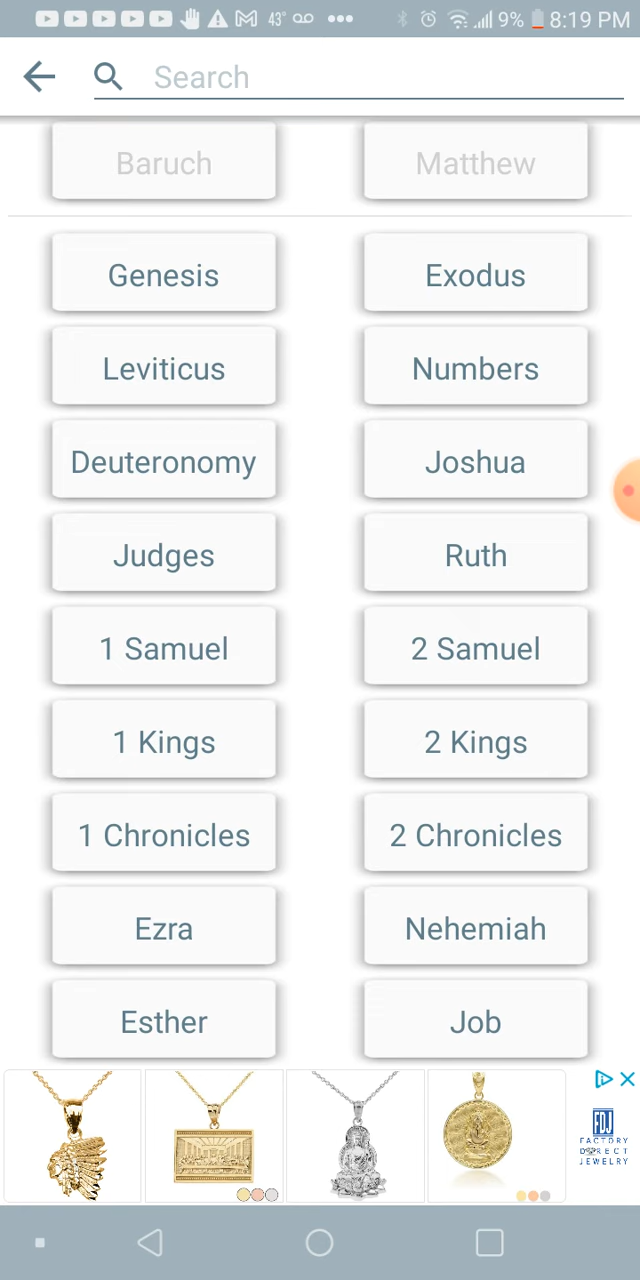 43° 9% 8:19 PM
Search
Baruch Matthew
Genesis Exodus
Leviticus Numbers
Deuteronomy Joshua
Judges Ruth
1 Samuel 2 Samuel
1 Kings 2 Kings
1 Chronicles 2 Chronicles
Ezra Nehemiah
Esther Job
FDJ
FACTORY
DIRECT
JEWELRY